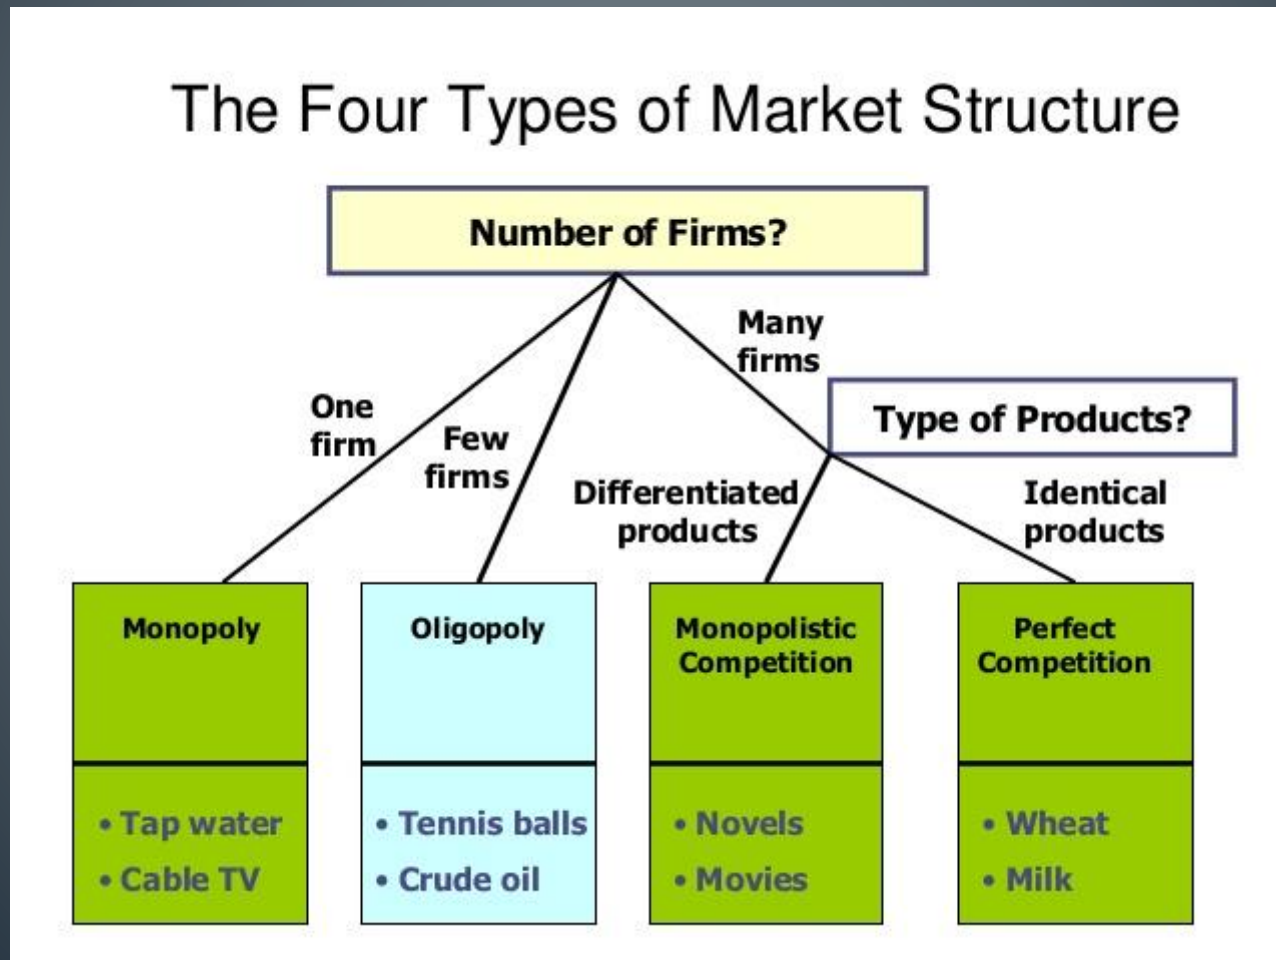 The Four Types of Market Structure
Number of Firms?
Many
firms
Type of Products?
One
firm
Few
firms
Differentiated
products
Identical
products
Monopoly
Oligopoly
Monopolistic
Competition
Perfect
Competition
• Tap water
• Cable TV
• Tennis balls
• Crude oil
• Novels
• Movies
• Wheat
• Milk